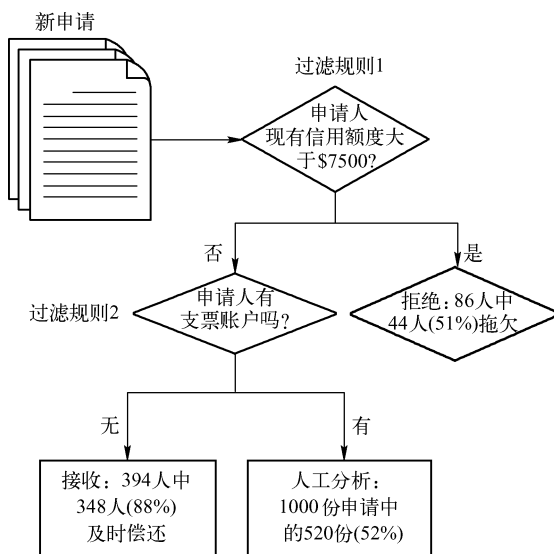 新申请
过滤规则1
申请人
现有信用额度大
于$7500?
否
是
过滤规则2
申请人有
支票账户吗?
拒绝：86人中
44人(51%)拖欠
无
有
接收：394人中
348人(88%)
及时偿还
人工分析：
1000份申请中
的520份(52%)